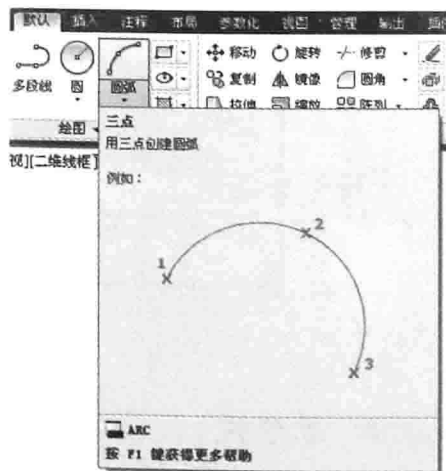 默认 插入 注释 布局 参数化 视图 管理 输出
移动 旋转 修剪
多段线 圆 圆弧 复制 镜像 圆角
拉伸 缩放 阵列
绘图
视][二维线框]
三点
用三点创建圆弧
例如：
1
2
3
ARC
按 F1 键获得更多帮助